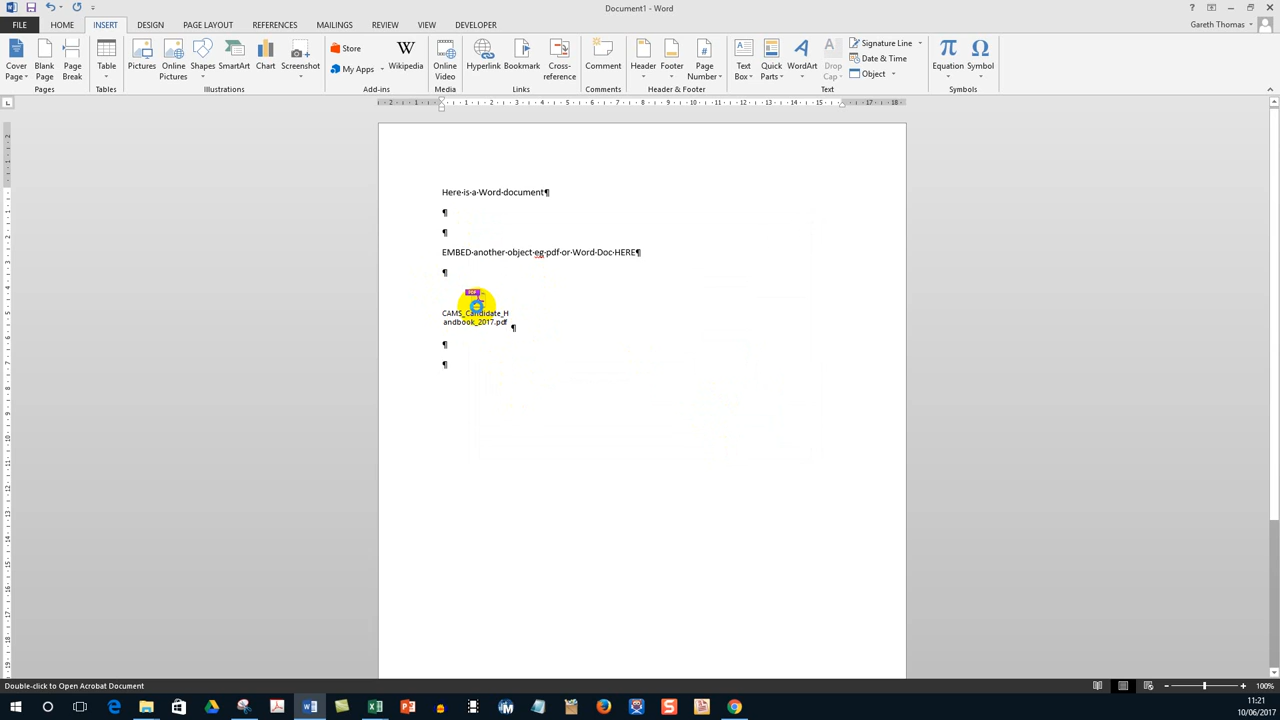 Document1 - Word
FILE HOME INSERT DESIGN PAGE LAYOUT REFERENCES MAILINGS REVIEW VIEW DEVELOPER
Gareth Thomas
Cover Page
Blank Page
Page Break
Pages
Table
Tables
Pictures
Online Pictures
Shapes
SmartArt
Chart
Screenshot
Illustrations
Store
My Apps
Wikipedia
Add-ins
Online Video
Media
Hyperlink
Bookmark
Cross-reference
Links
Comment
Comments
Header
Footer
Page Number
Header & Footer
Text Box
Quick Parts
WordArt
Drop Cap
Signature Line
Date & Time
Object
Text
Equation
Symbol
Symbols
Here·is·a·Word·document¶
¶
¶
EMBED·another·object·eg·pdf·or·Word·Doc·HERE¶
¶
PDF
CAMS_Candidate_H
andbook_2017.pdf ¶
¶
¶
Double-click to Open Acrobat Document
100%
11:21
10/06/2017